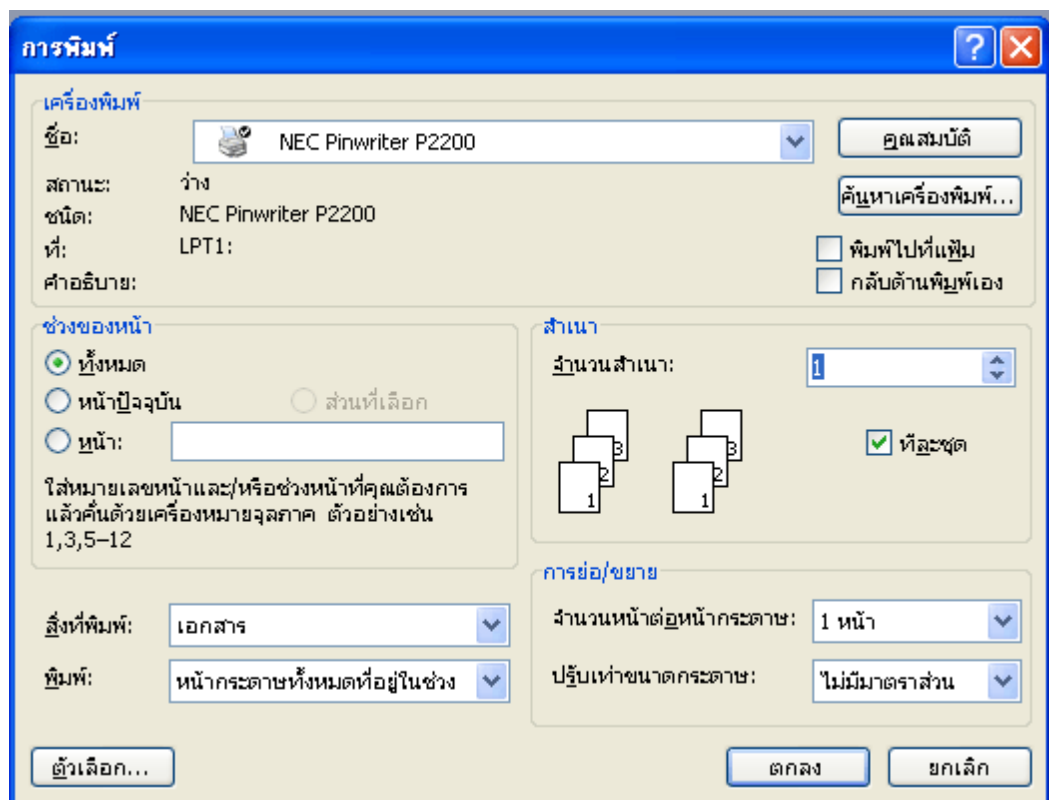 การพิมพ์
เครื่องพิมพ์
ชื่อ: NEC Pinwriter P2200 คุณสมบัติ
สถานะ: ว่าง ค้นหาเครื่องพิมพ์...
ชนิด: NEC Pinwriter P2200
ที่: LPT1: พิมพ์ไปที่แฟ้ม
คำอธิบาย: กลับด้านพิมพ์เอง
ช่วงของหน้า
ทั้งหมด
หน้าปัจจุบัน ส่วนที่เลือก
หน้า:
ใส่หมายเลขหน้าและ/หรือช่วงหน้าที่คุณต้องการ
แล้วคั่นด้วยเครื่องหมายจุลภาค ตัวอย่างเช่น
1,3,5–12
สำเนา
จำนวนสำเนา: 1
3 3
2 2
1 1
ทีละชุด
สิ่งที่พิมพ์: เอกสาร
พิมพ์: หน้ากระดาษทั้งหมดที่อยู่ในช่วง
การย่อ/ขยาย
จำนวนหน้าต่อหน้ากระดาษ: 1 หน้า
ปรับเท่าขนาดกระดาษ: ไม่มีมาตราส่วน
ตัวเลือก... ตกลง ยกเลิก